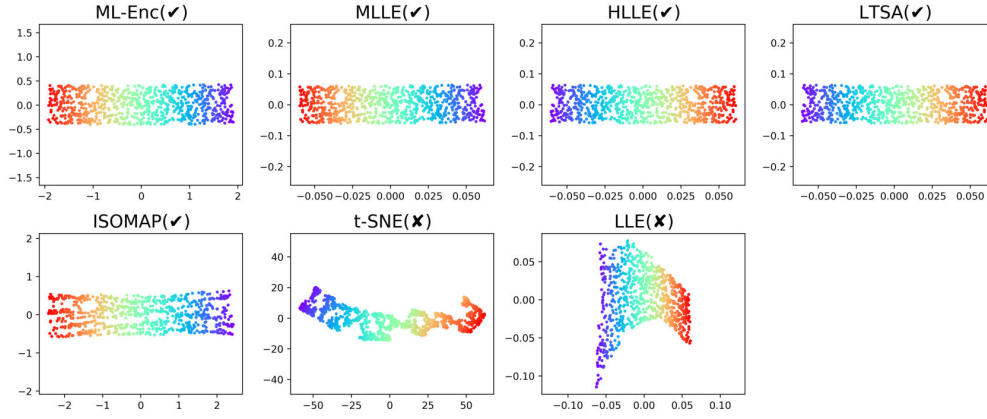 ML-Enc(✔) MLLE(✔) HLLE(✔) LTSA(✔)
1.5 0.2 0.2 0.2
1.0
0.5 0.1 0.1 0.1
0.0 0.0 0.0 0.0
-0.5
-1.0 -0.1 -0.1 -0.1
-1.5 -0.2 -0.2 -0.2
-2 -1 0 1 2 -0.050 -0.025 0.000 0.025 0.050 -0.050 -0.025 0.000 0.025 0.050 -0.050 -0.025 0.000 0.025 0.050
ISOMAP(✔) t-SNE(✘) LLE(✘)
2 40 0.05
1 20
0 0 0.00
-1 -20 -0.05
-2 -40 -0.10
-2 -1 0 1 2 -50 -25 0 25 50 -0.10 -0.05 0.00 0.05 0.10